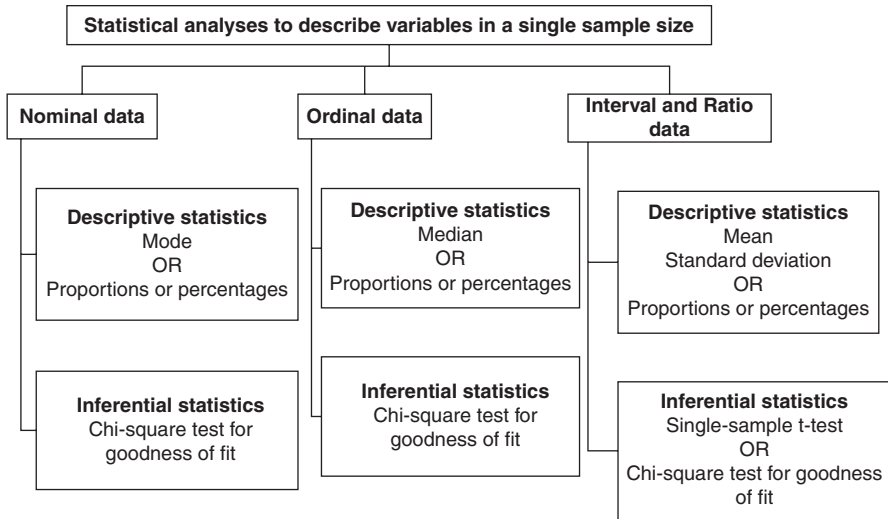 Statistical analyses to describe variables in a single sample size
Nominal data
Ordinal data
Interval and Ratio
data
Descriptive statistics
Mode
OR
Proportions or percentages
Descriptive statistics
Median
OR
Proportions or percentages
Descriptive statistics
Mean
Standard deviation
OR
Proportions or percentages
Inferential statistics
Chi-square test for
goodness of fit
Inferential statistics
Chi-square test for
goodness of fit
Inferential statistics
Single-sample t-test
OR
Chi-square test for goodness
of fit